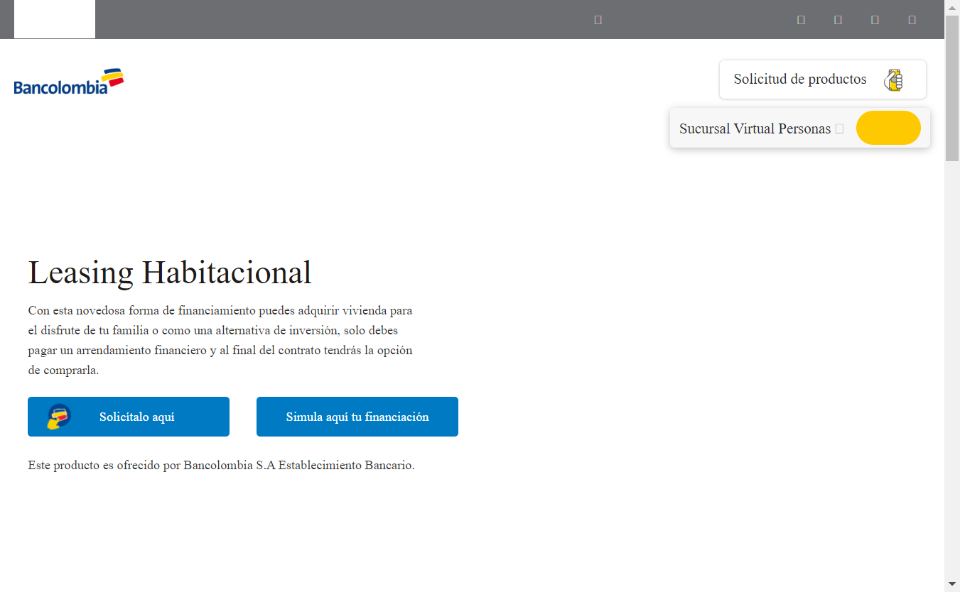 Bancolombia
Solicitud de productos
Sucursal Virtual Personas
Leasing Habitacional
Con esta novedosa forma de financiamiento puedes adquirir vivienda para
el disfrute de tu familia o como una alternativa de inversión, solo debes
pagar un arrendamiento financiero y al final del contrato tendrás la opción
de comprarla.
Solicítalo aquí
Simula aquí tu financiación
Este producto es ofrecido por Bancolombia S.A Establecimiento Bancario.